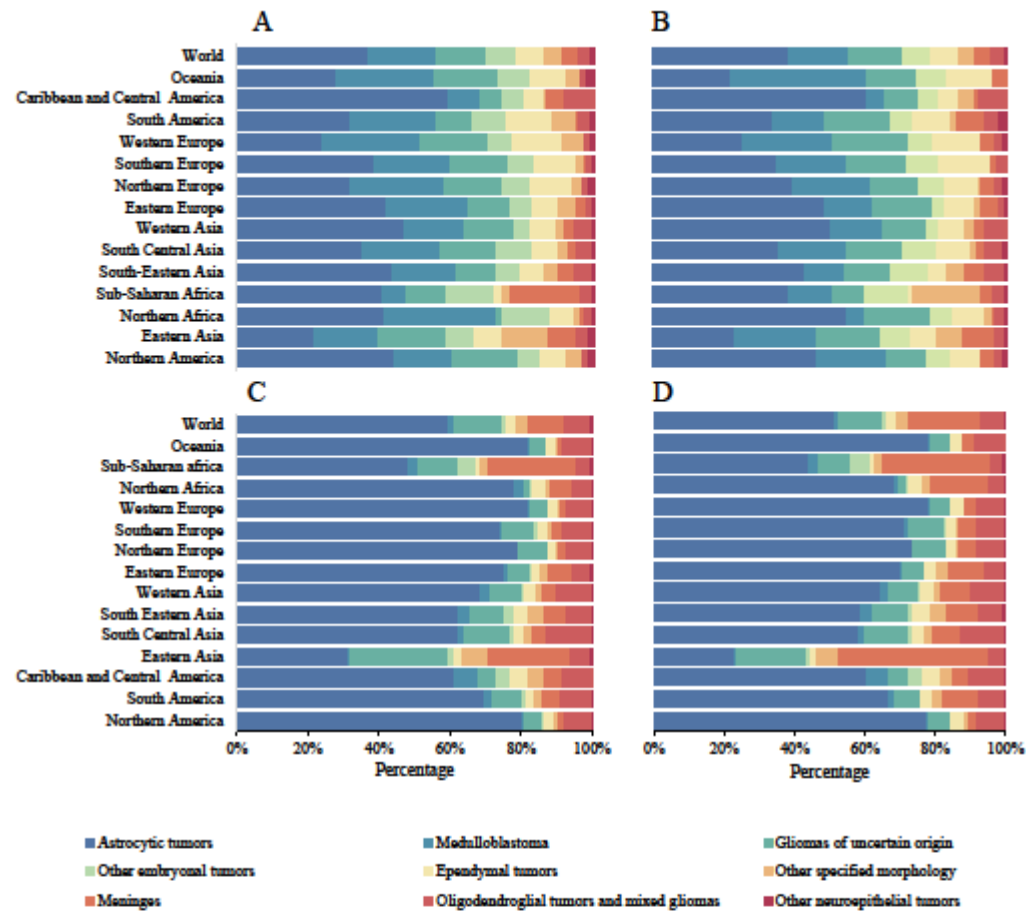 A B
World
Oceania
Caribbean and Central America
South America
Western Europe
Southern Europe
Northern Europe
Eastern Europe
Western Asia
South Central Asia
South-Eastern Asia
Sub-Saharan Africa
Northern Africa
Eastern Asia
Northern America
C D
World
Oceania
Sub-Saharan africa
Northern Africa
Western Europe
Southern Europe
Northern Europe
Eastern Europe
Western Asia
South Eastern Asia
South Central Asia
Eastern Asia
Caribbean and Central America
South America
Northern America
0% 20% 40% 60% 80% 100% 0% 20% 40% 60% 80% 100%
Percentage Percentage
Astrocytic tumors Medulloblastoma Gliomas of uncertain origin
Other embryonal tumors Ependymal tumors Other specified morphology
Meninges Oligodendroglial tumors and mixed gliomas Other neuroepithelial tumors